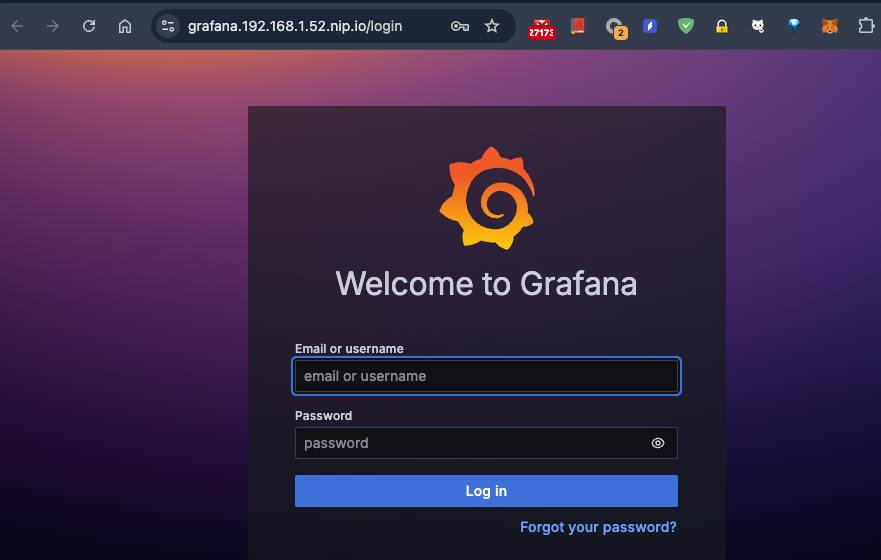 grafana.192.168.1.52.nip.io/login
27173
2
Welcome to Grafana
Email or username
email or username
Password
password
Log in
Forgot your password?